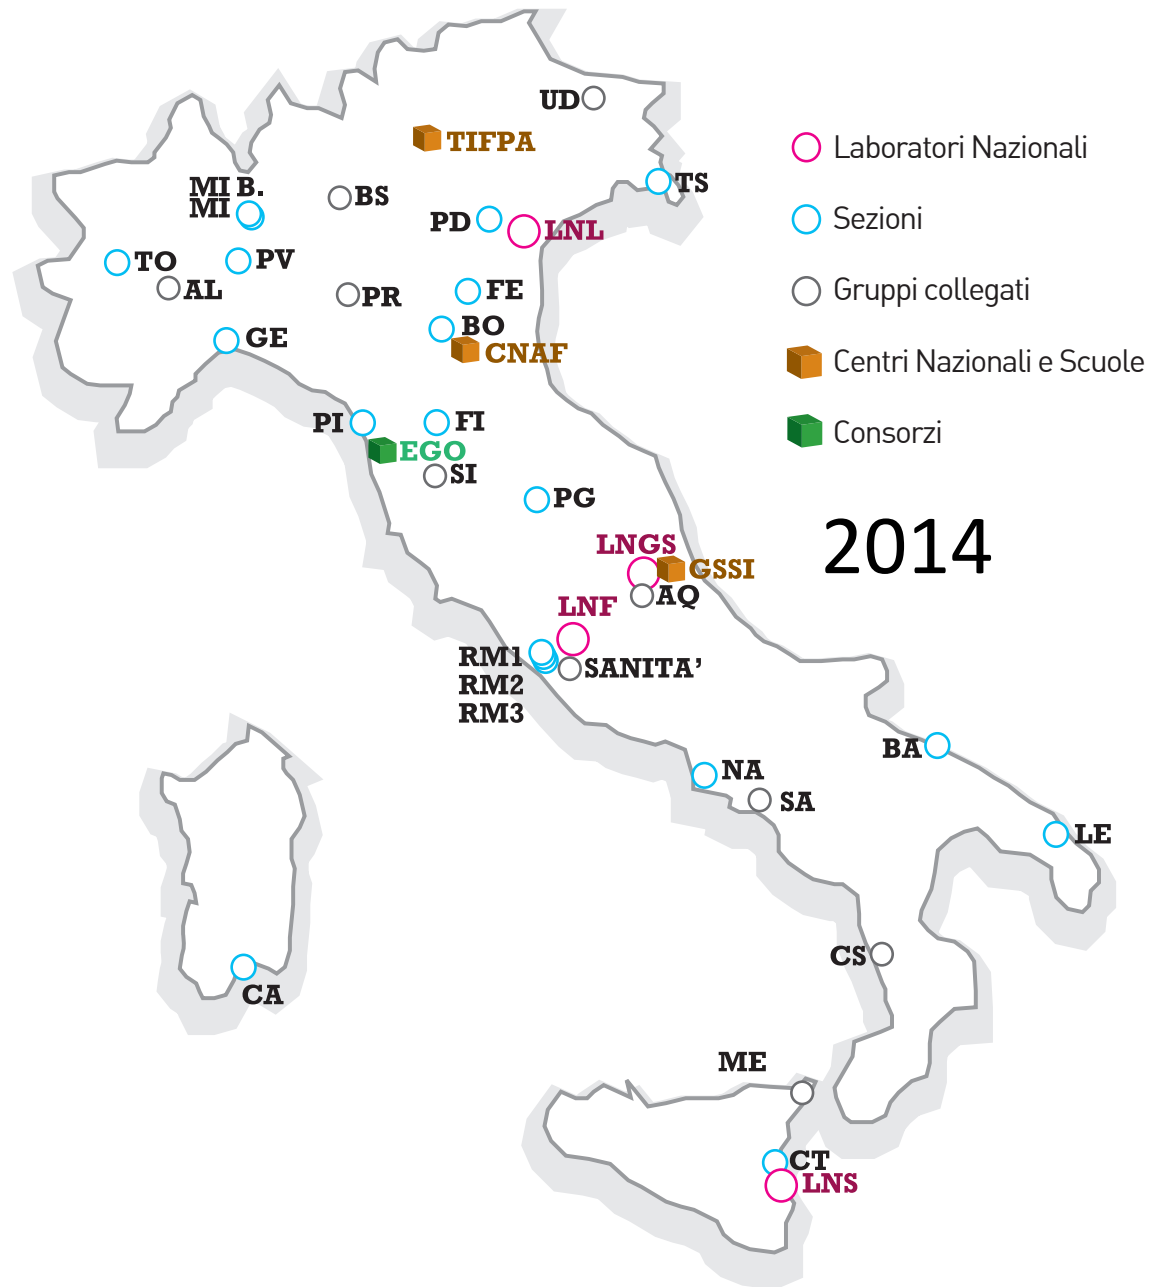 UD
TIFPA
Laboratori Nazionali
MI B.
MI
BS
TS
PD
LNL
Sezioni
TO
PV
AL
PR
FE
Gruppi collegati
GE
BO
CNAF
Centri Nazionali e Scuole
PI
FI
EGO
SI
Consorzi
PG
2014
LNGS
GSSI
AQ
LNF
RM1
SANITA’
RM2
RM3
BA
NA
SA
LE
CS
CA
ME
CT
LNS